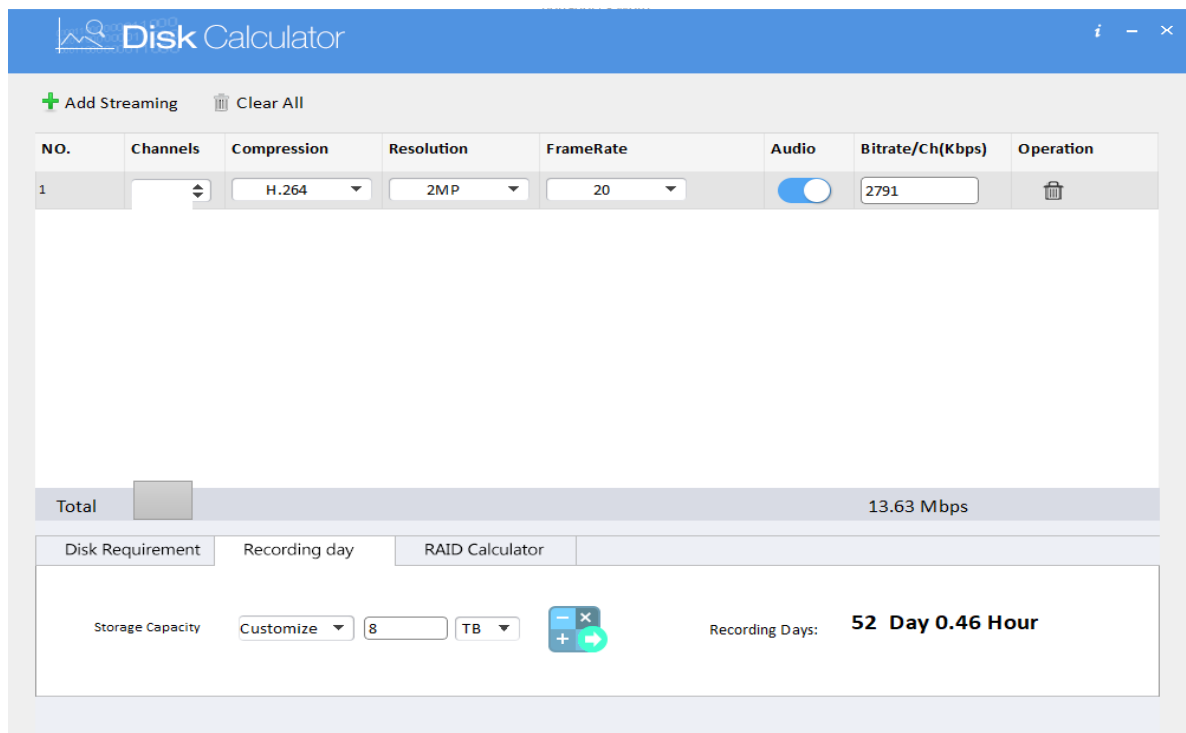 Disk Calculator
i
Add Streaming Clear All
NO. Channels Compression Resolution FrameRate Audio Bitrate/Ch(Kbps) Operation
1 H.264 2MP 20 2791
Total 13.63 Mbps
Disk Requirement Recording day RAID Calculator
Storage Capacity Customize 8 TB Recording Days: 52 Day 0.46 Hour